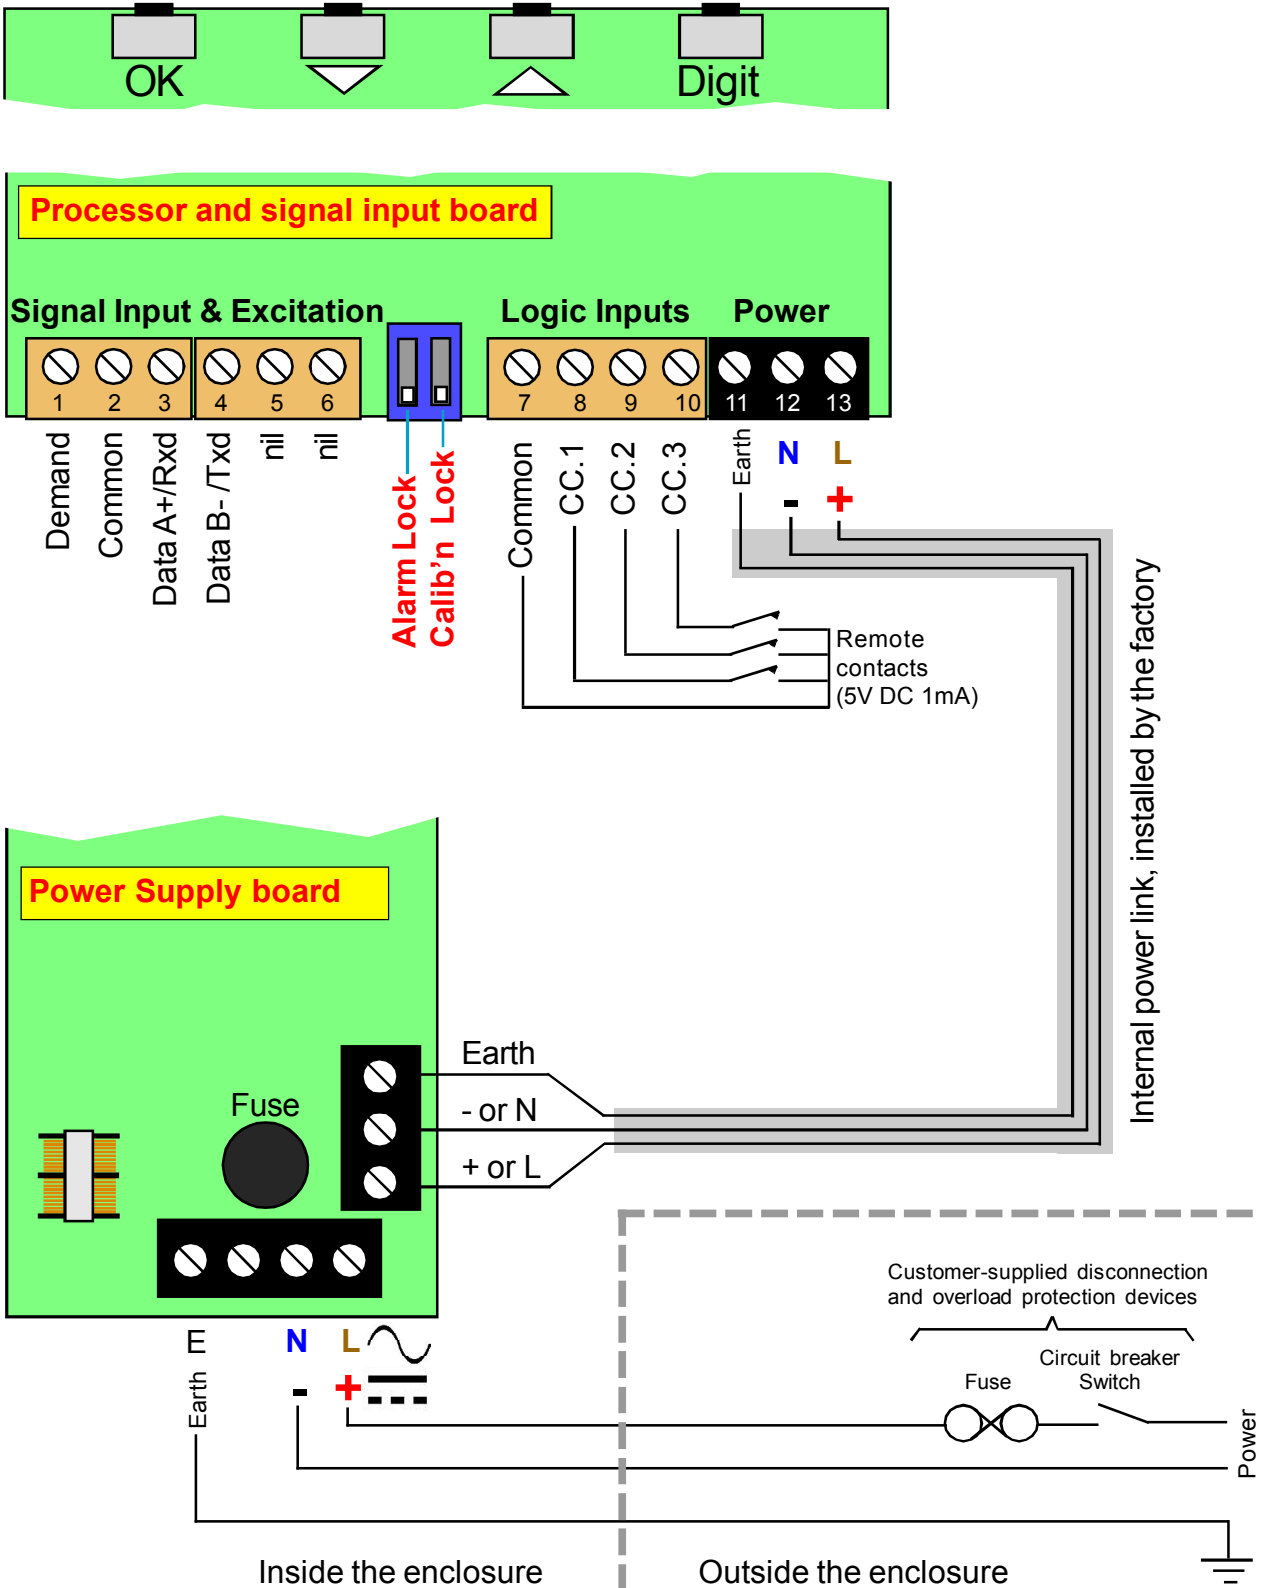 OK
Digit
Processor and signal input board
Signal Input & Excitation
Logic Inputs
Power
1 2 3 4 5 6
7 8 9 10 11 12 13
Demand
Common
Data A+/Rxd
Data B- /Txd
nil
nil
Alarm Lock
Calib'n Lock
Common
CC.1
CC.2
CC.3
Earth
N
L
-
+
Remote
contacts
(5V DC 1mA)
Internal power link, installed by the factory
Power Supply board
Earth
- or N
+ or L
Fuse
Customer-supplied disconnection
and overload protection devices
Circuit breaker
Switch
Fuse
E
N
L
Earth
-
+
Power
Inside the enclosure
Outside the enclosure